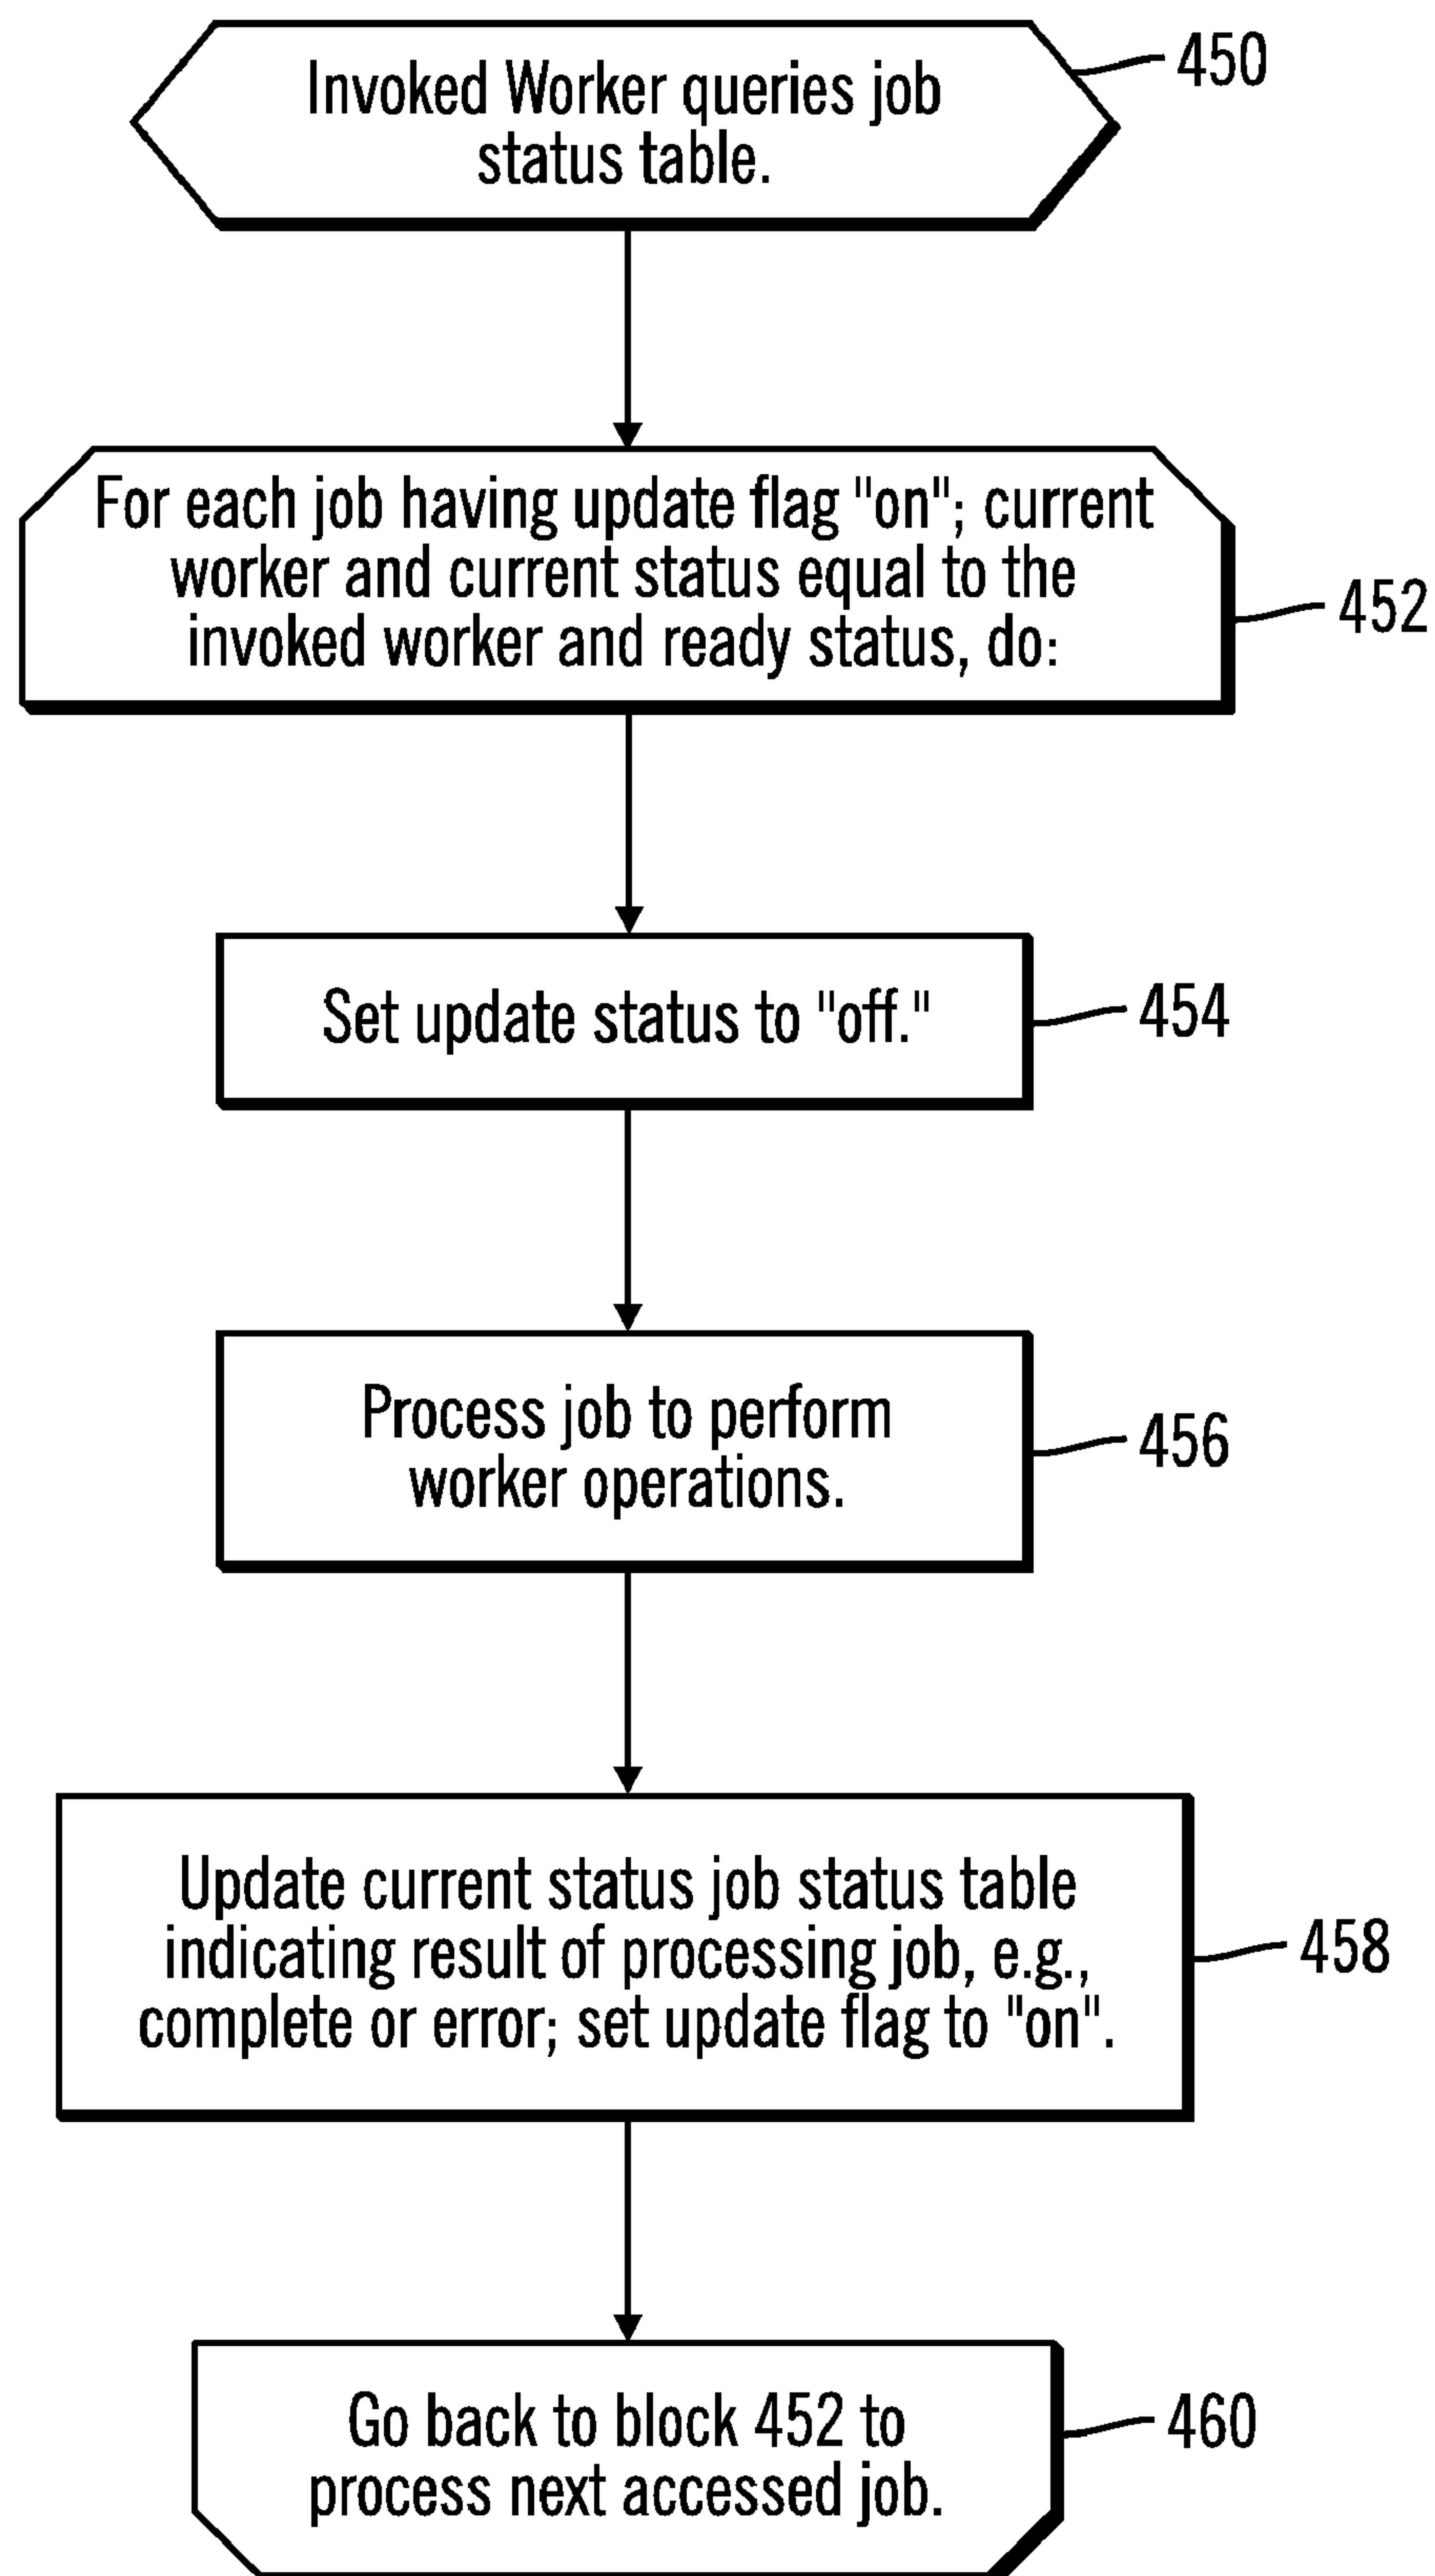 Invoked Worker queries job
status table.
450
For each job having update flag "on"; current
worker and current status equal to the
invoked worker and ready status, do:
452
Set update status to "off."
454
Process job to perform
worker operations.
456
Update current status job status table
indicating result of processing job, e.g.,
complete or error; set update flag to "on".
458
Go back to block 452 to
process next accessed job.
460